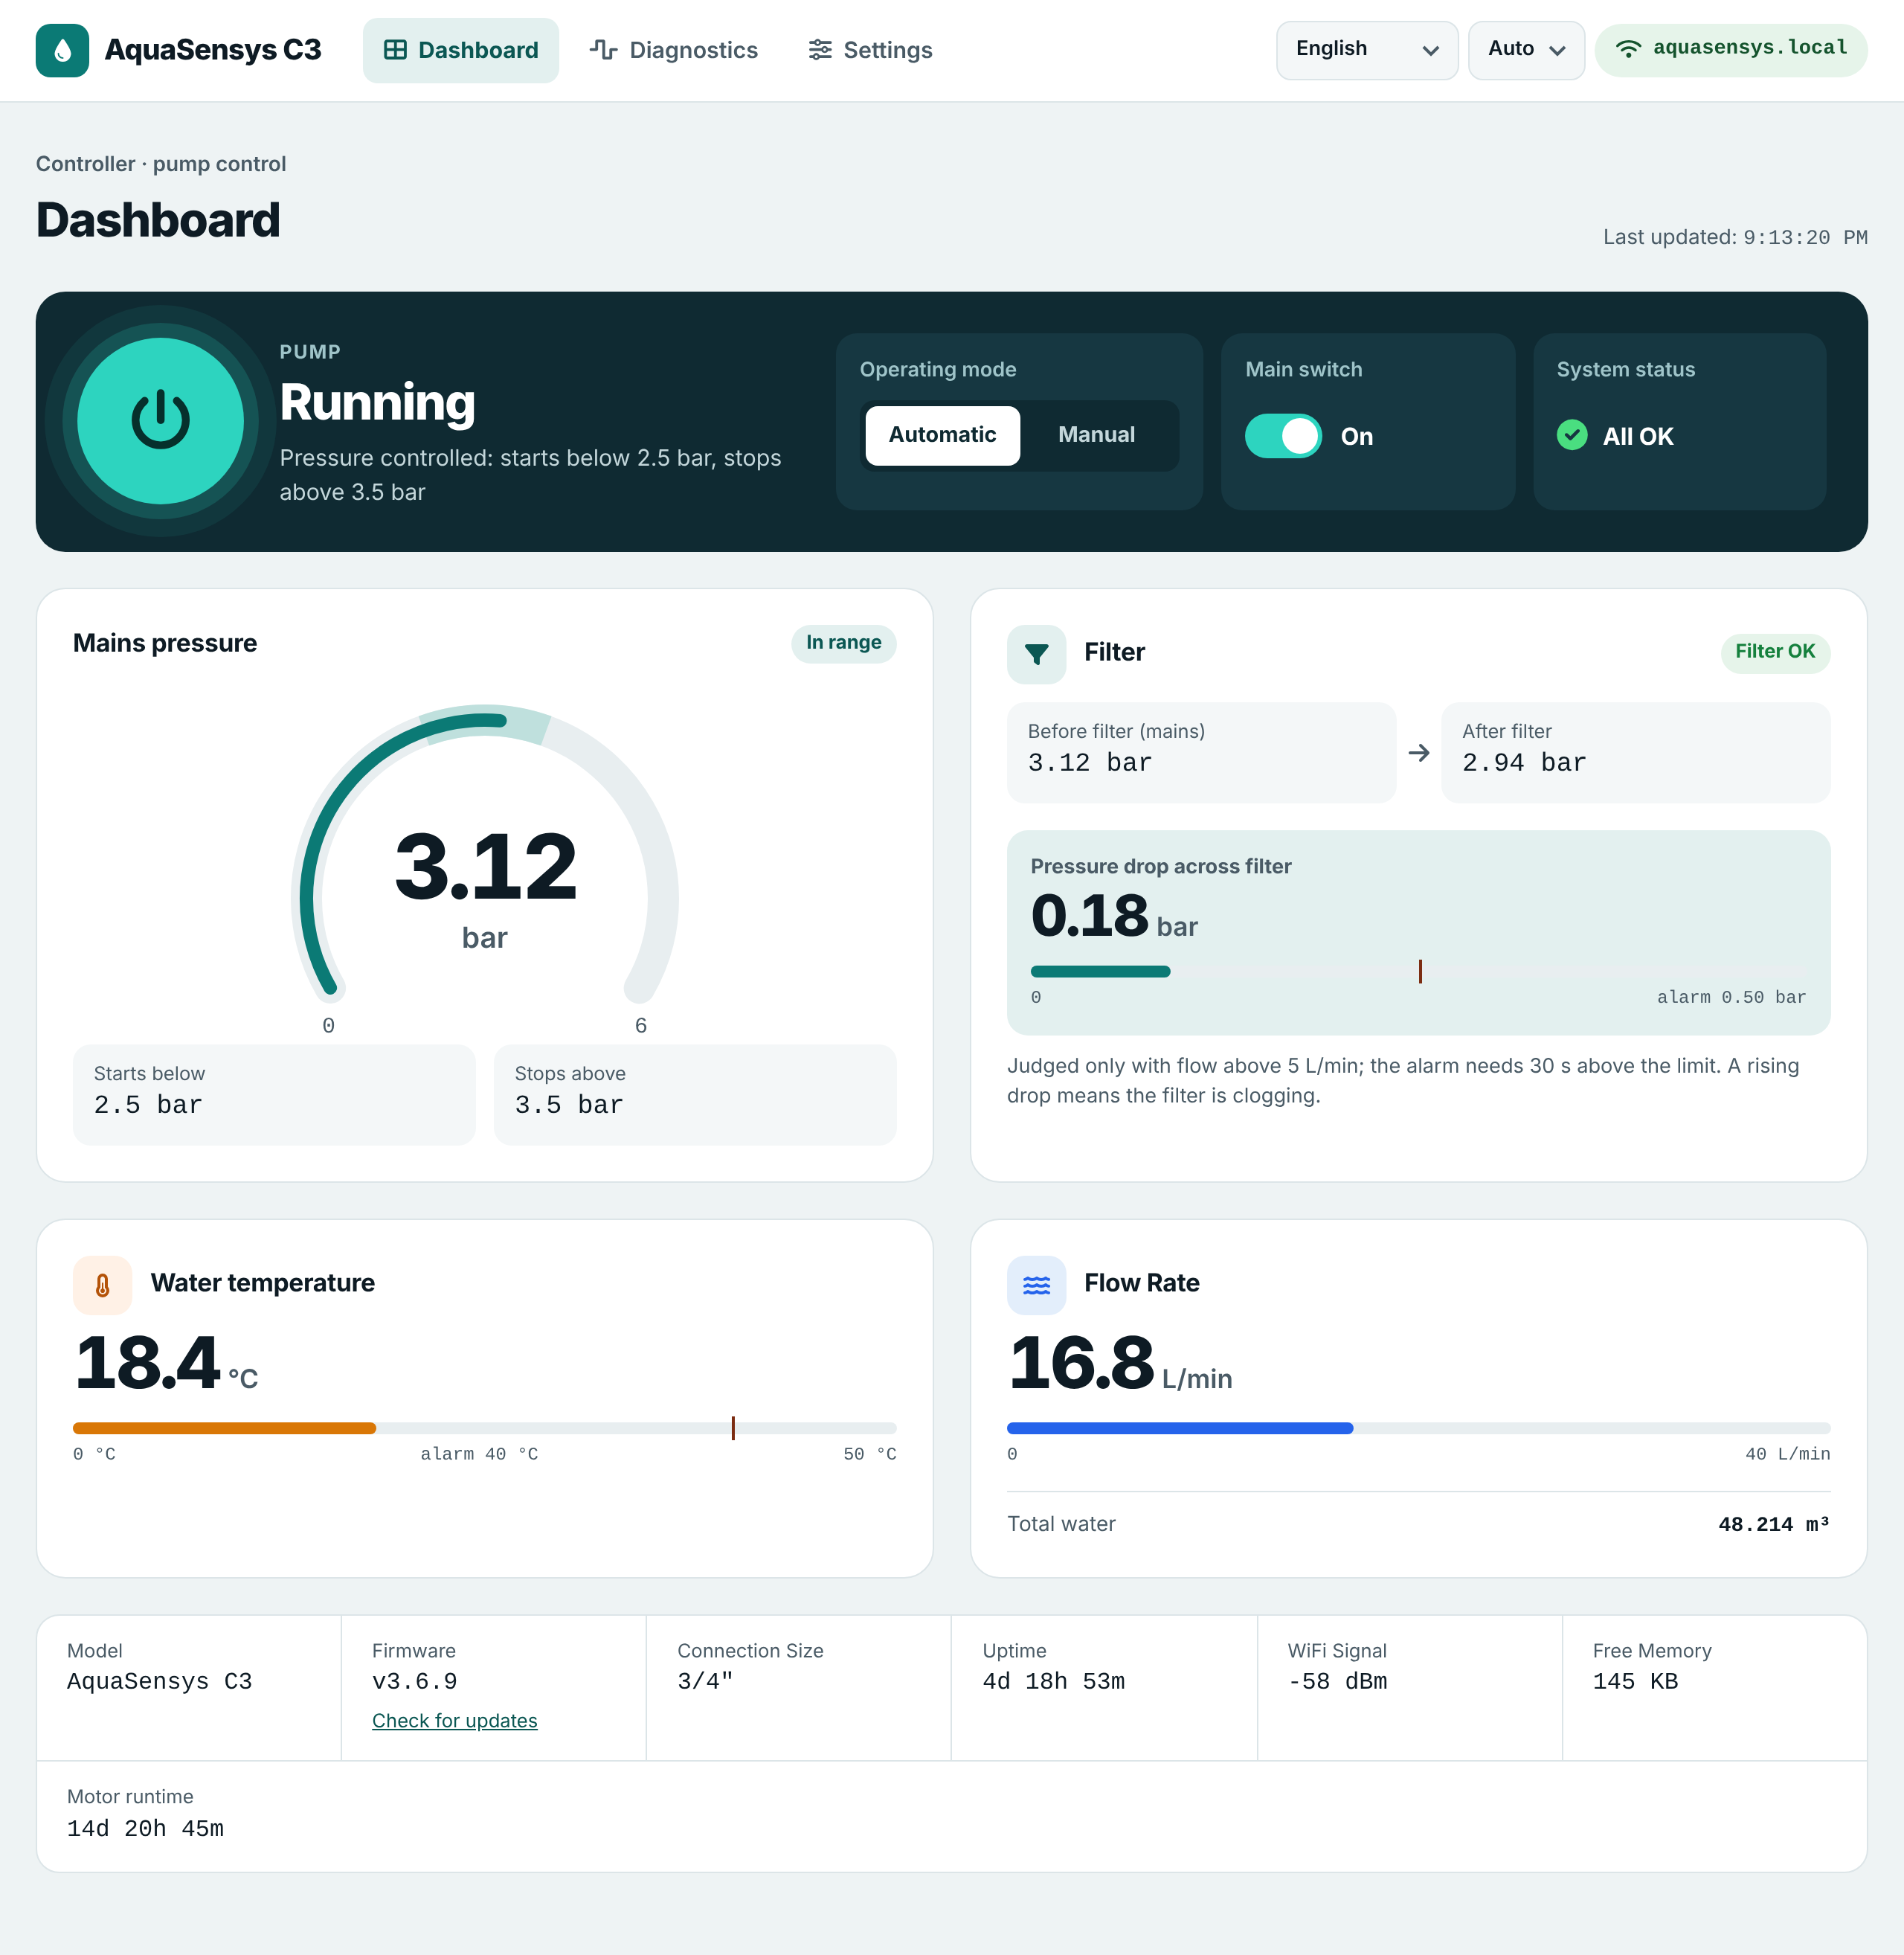 AquaSensys C3
Dashboard
Diagnostics
Settings
English
Auto
aquasensys.local
Controller · pump control
Dashboard
Last updated: 9:13:20 PM
PUMP
Running
Pressure controlled: starts below 2.5 bar, stops
above 3.5 bar
Operating mode
Automatic
Manual
Main switch
On
System status
All OK
Mains pressure
In range
3.12
bar
0
6
Starts below
2.5 bar
Stops above
3.5 bar
Filter
Filter OK
Before filter (mains)
3.12 bar
After filter
2.94 bar
Pressure drop across filter
0.18 bar
0
alarm 0.50 bar
Judged only with flow above 5 L/min; the alarm needs 30 s above the limit. A rising
drop means the filter is clogging.
Water temperature
18.4 °C
0 °C
alarm 40 °C
50 °C
Flow Rate
16.8 L/min
0
40 L/min
Total water
48.214 m³
Model
AquaSensys C3
Firmware
v3.6.9
Check for updates
Connection Size
3/4"
Uptime
4d 18h 53m
WiFi Signal
-58 dBm
Free Memory
145 KB
Motor runtime
14d 20h 45m